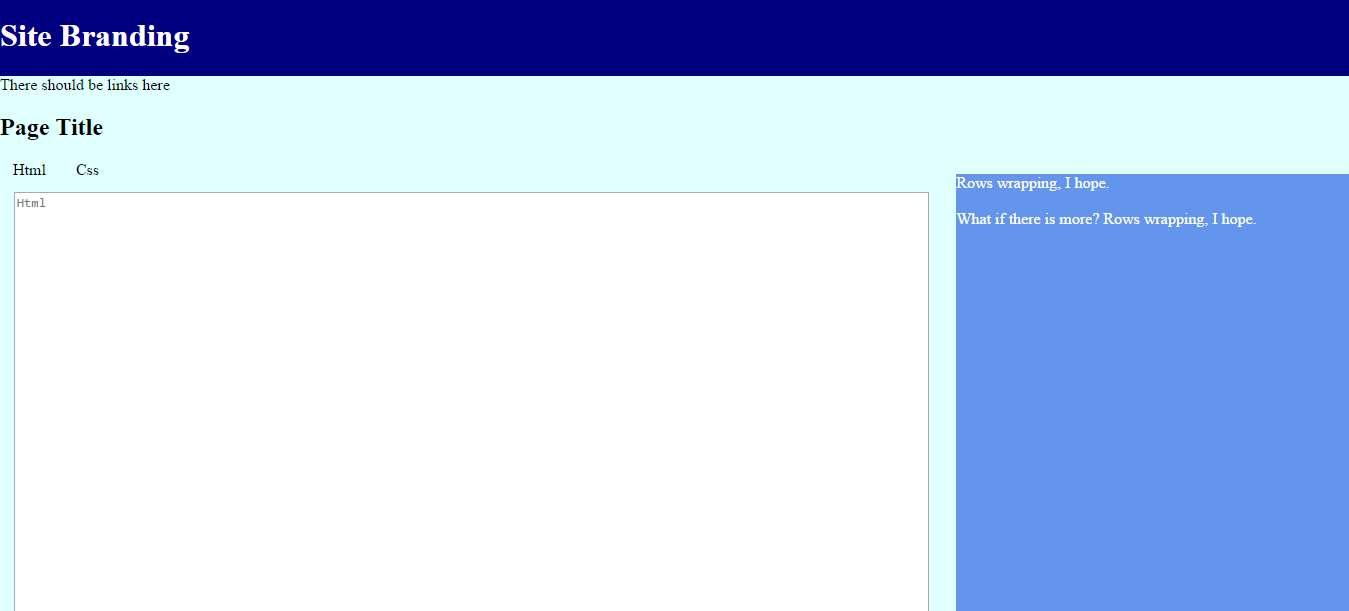 Site Branding
There should be links here
Page Title
Html Css
Html
Rows wrapping, I hope.
What if there is more? Rows wrapping, I hope.